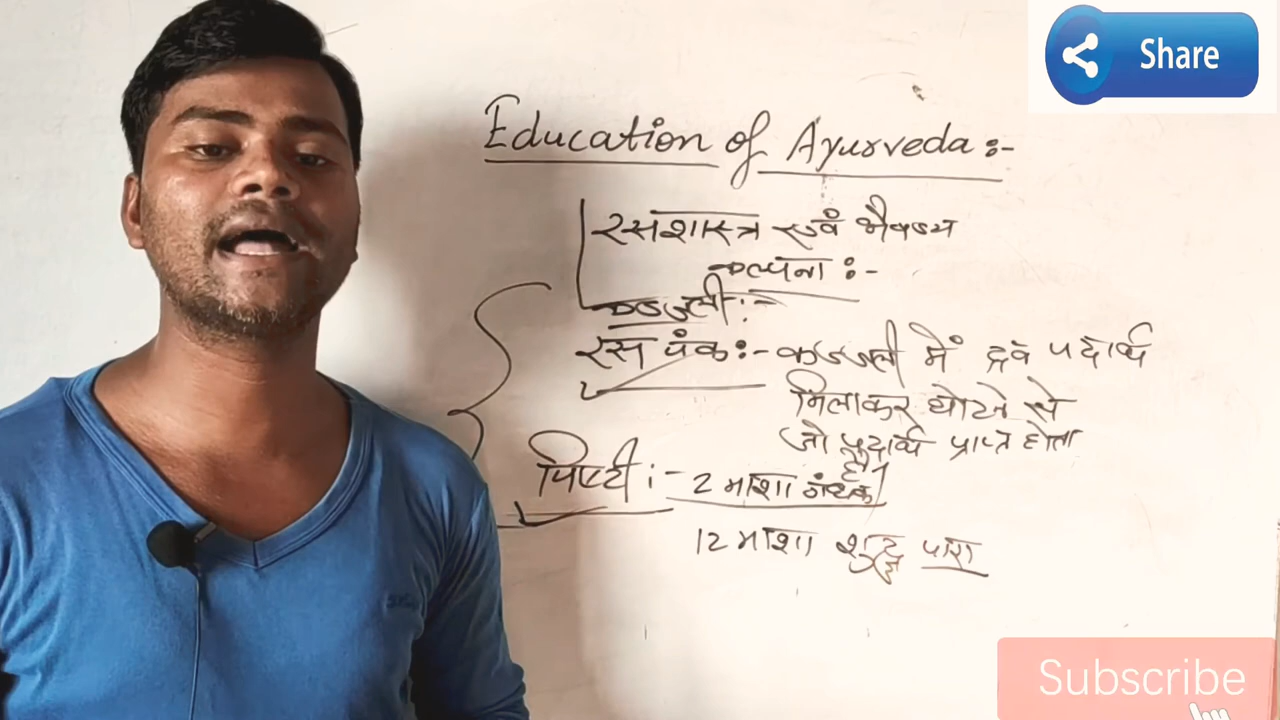 Share
Education of Ayurveda :-
रसशास्त्र एवं भैषज्य
कल्पना :-
कज्जली :-
रस पंक :- कज्जली में द्रव पदार्थ
मिलाकर घोटने से
जो पदार्थ प्राप्त होता
है।
पिष्टी :- 2 माशा गंधक
12 माशा शुद्ध पारा
Subscribe